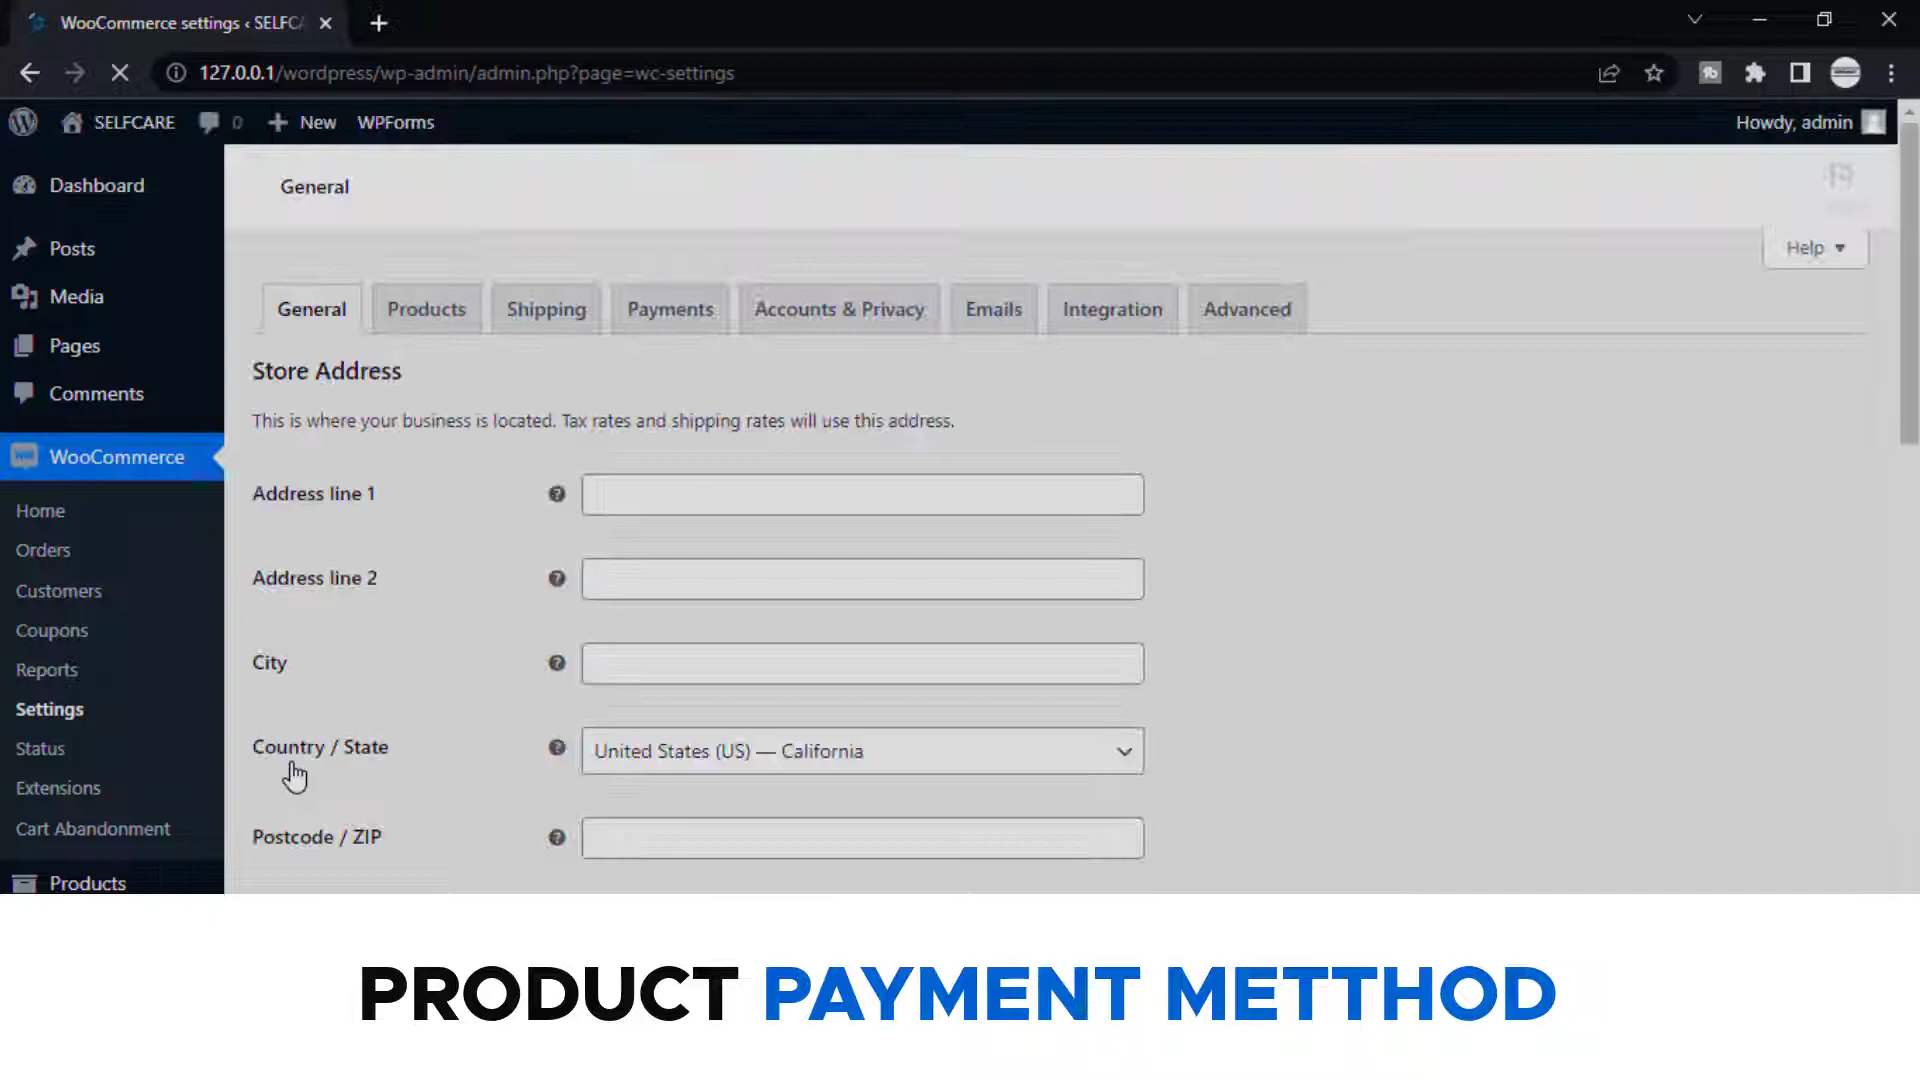 WooCommerce settings ‹ SELFCA
127.0.0.1/wordpress/wp-admin/admin.php?page=wc-settings
SELFCARE 0 New WPForms Howdy, admin
Dashboard
Posts
Media
Pages
Comments
WooCommerce
Home
Orders
Customers
Coupons
Reports
Settings
Status
Extensions
Cart Abandonment
Products
General
Help
General Products Shipping Payments Accounts & Privacy Emails Integration Advanced
Store Address
This is where your business is located. Tax rates and shipping rates will use this address.
Address line 1
Address line 2
City
Country / State United States (US) — California
Postcode / ZIP
PRODUCT PAYMENT METTHOD